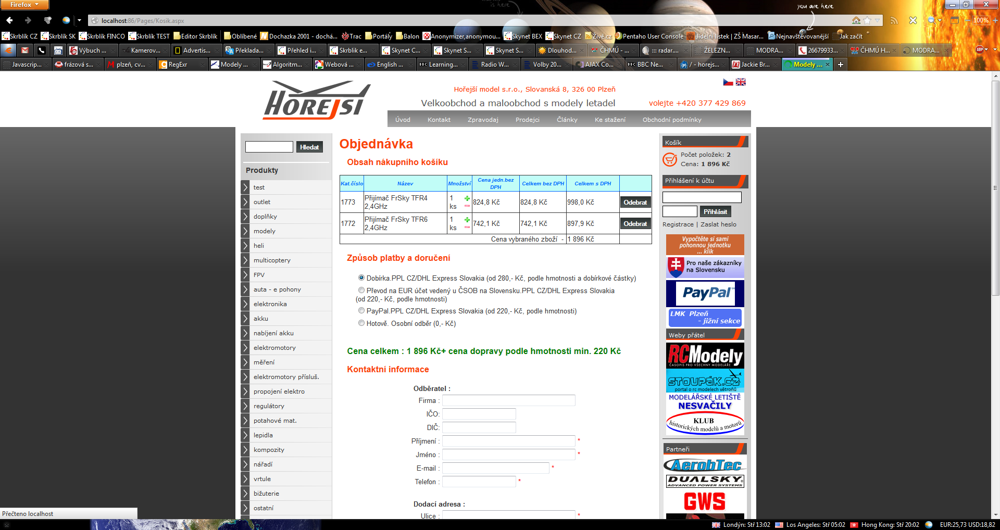 Firefox
is here
you are here
localhost:86/Pages/Kosik.aspx
100%
Skrblík CZ Skrblík SK Skrblík FINCO Skrblík TEST Editor Skrblík Oblíbené Dochazka 2001 - dochá... Trac Portály Balon Anonymizer,anonymou... Skynet BEX Skynet CZ Živě.cz Pentaho User Console Jídelní lístek | ZŠ Masar... Nejnavštěvovanější Jak začít
Výbuch ... Kamerov... Advertis... Překlada... Přehled i... Skrblik e... Skynet C... Skynet S... Skynet S... Dlouhod... ČHMÚ - ... ::: radar.... ŽELEZN... MODRA... 26679933... ČHMÚ H... MODRA... ABP
Javascrip... frázová s... plzeň, cv... RegExr Modely ... Algoritm... Webová ... English ... BBC Learning... Radio W... Volby 20... AJAX Co... BBC BBC Ne... / - horejs... Jackie Br... Modely ...
HOREJSI
Hořejší model s.r.o., Slovanská 8, 326 00 Plzeň
Velkoobchod a maloobchod s modely letadel
volejte +420 377 429 869
Úvod Kontakt Zpravodaj Prodejci Články Ke stažení Obchodní podmínky
Hledat
Produkty
test
outlet
doplňky
modely
heli
multicoptery
FPV
auta - e pohony
elektronika
akku
nabíjení akku
elektromotory
měření
elektromotory přísluš.
propojení elektro
regulátory
potahové mat.
lepidla
kompozity
nářadí
vrtule
bižuterie
ostatní
Objednávka
Obsah nákupního košíku
Kat.číslo Název Množství Cena jedn.bez DPH Celkem bez DPH Celkem s DPH
1773 Přijímač FrSky TFR4 2,4GHz 1 ks 824,8 Kč 824,8 Kč 998,0 Kč Odebrat
1772 Přijímač FrSky TFR6 2,4GHz 1 ks 742,1 Kč 742,1 Kč 897,9 Kč Odebrat
Cena vybraného zboží - 1 896 Kč
Způsob platby a doručení
Dobírka.PPL CZ/DHL Express Slovakia (od 280,- Kč, podle hmotnosti a dobírkové částky)
Převod na EUR účet vedený u ČSOB na Slovensku.PPL CZ/DHL Express Slovakia
(od 220,- Kč, podle hmotnosti)
PayPal.PPL CZ/DHL Express Slovakia (od 220,- Kč, podle hmotnosti)
Hotově. Osobní odběr (0,- Kč)
Cena celkem : 1 896 Kč+ cena dopravy podle hmotnosti min. 220 Kč
Kontaktní informace
Odběratel :
Firma :
IČO:
DIČ:
Příjmení : *
Jméno : *
E-mail : *
Telefon : *
Dodací adresa :
Ulice : *
Košík
Počet položek: 2
Cena: 1 896 Kč
Přihlášení k účtu
Přihlásit
Registrace | Zaslat heslo
Vypočtěte si sami
pohonnou jednotku
... klik
Pro naše zákazníky
na Slovensku
PayPal
LMK Plzeň
- jižní sekce
Weby přátel
RCModely
ČASOPIS PRO VŠECHNY MODELÁŘE
STOUPÁK.CZ
portal o rc modelech větroňů
MODELÁŘSKÉ LETIŠTĚ
NESVAČILY
KLUB
historických modelů a motorů
Partneři
AerobTec
DUALSKY
ADVANCED POWER SYSTEMS
GWS
Přečteno localhost
Londýn: Stř 13:02 Los Angeles: Stř 05:02 Hong Kong: Stř 20:02 EUR:25,73 USD:18,82